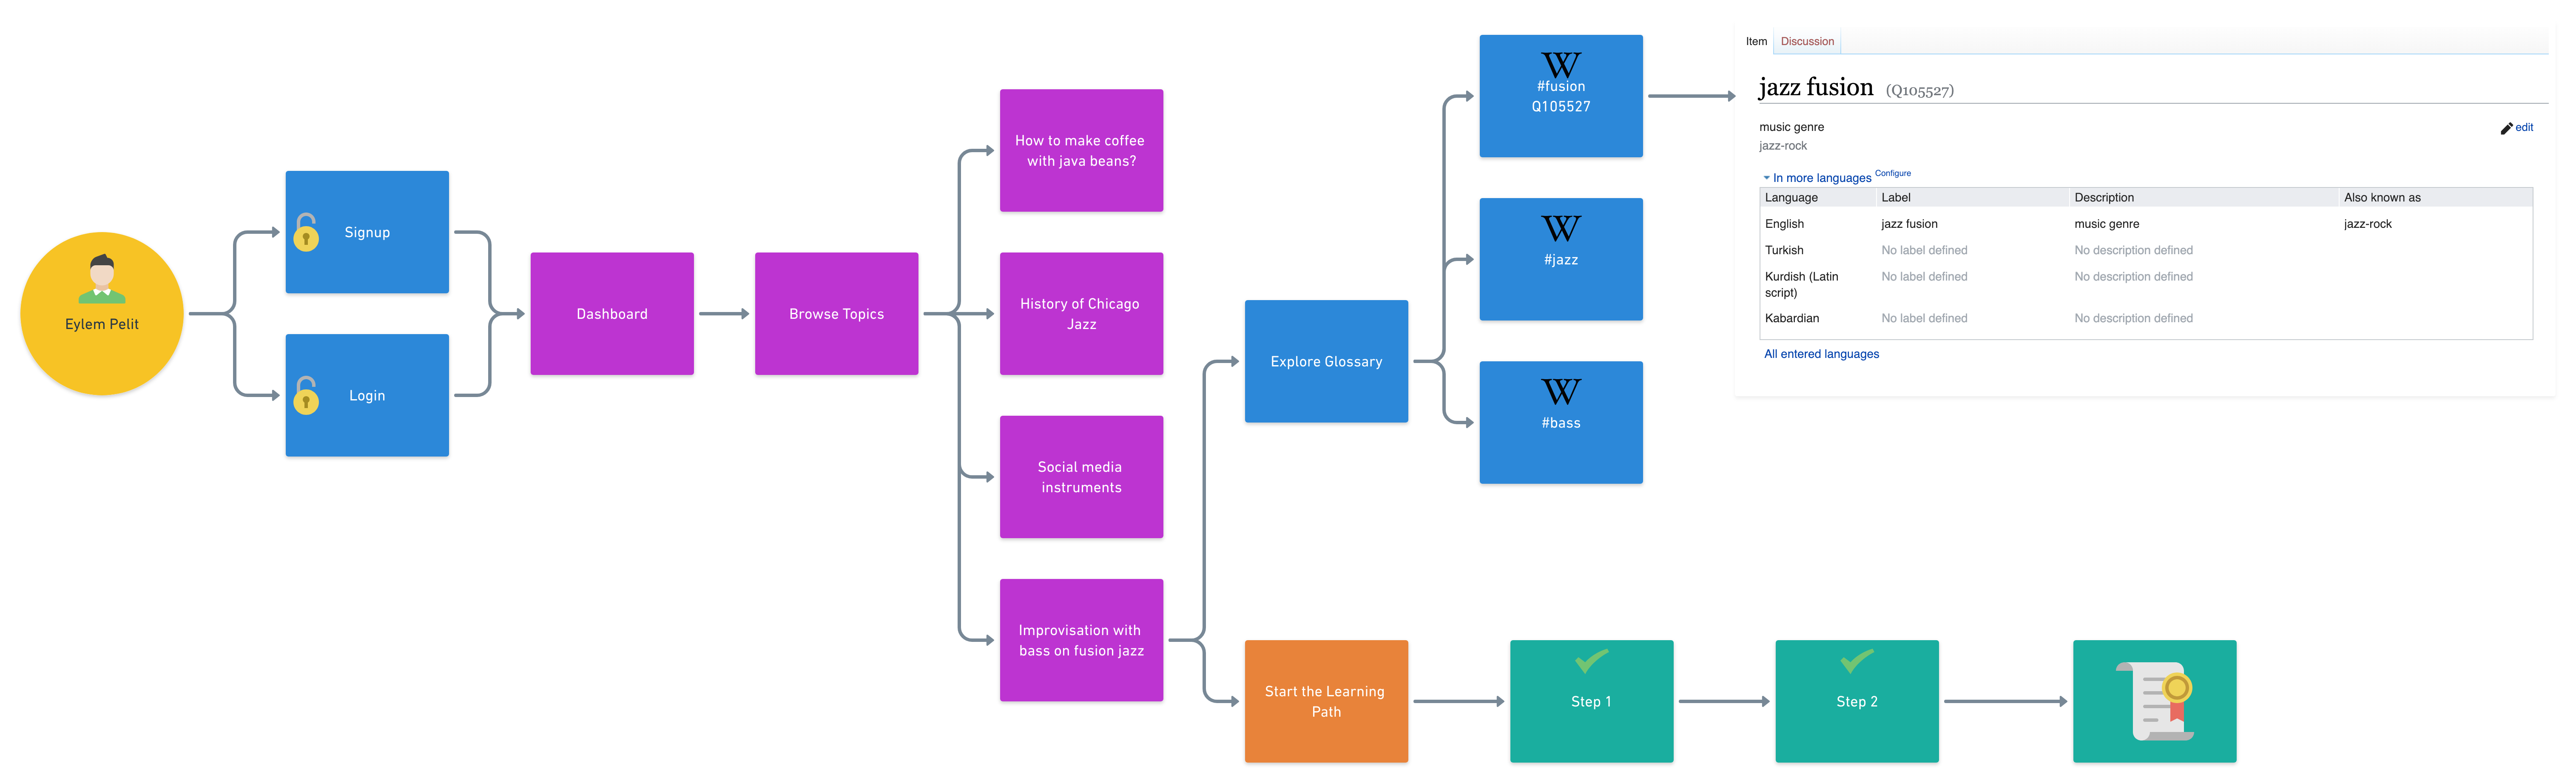 Eylem Pelit
Signup
Login
Dashboard
Browse Topics
How to make coffee
with java beans?
History of Chicago
Jazz
Social media
instruments
Improvisation with
bass on fusion jazz
Explore Glossary
W
#fusion
Q105527
W
#jazz
W
#bass
Item Discussion
jazz fusion (Q105527)
music genre
edit
jazz-rock
In more languages Configure
Language Label Description Also known as
English jazz fusion music genre jazz-rock
Turkish No label defined No description defined
Kurdish (Latin No label defined No description defined
script)
Kabardian No label defined No description defined
All entered languages
Start the Learning
Path
Step 1
Step 2